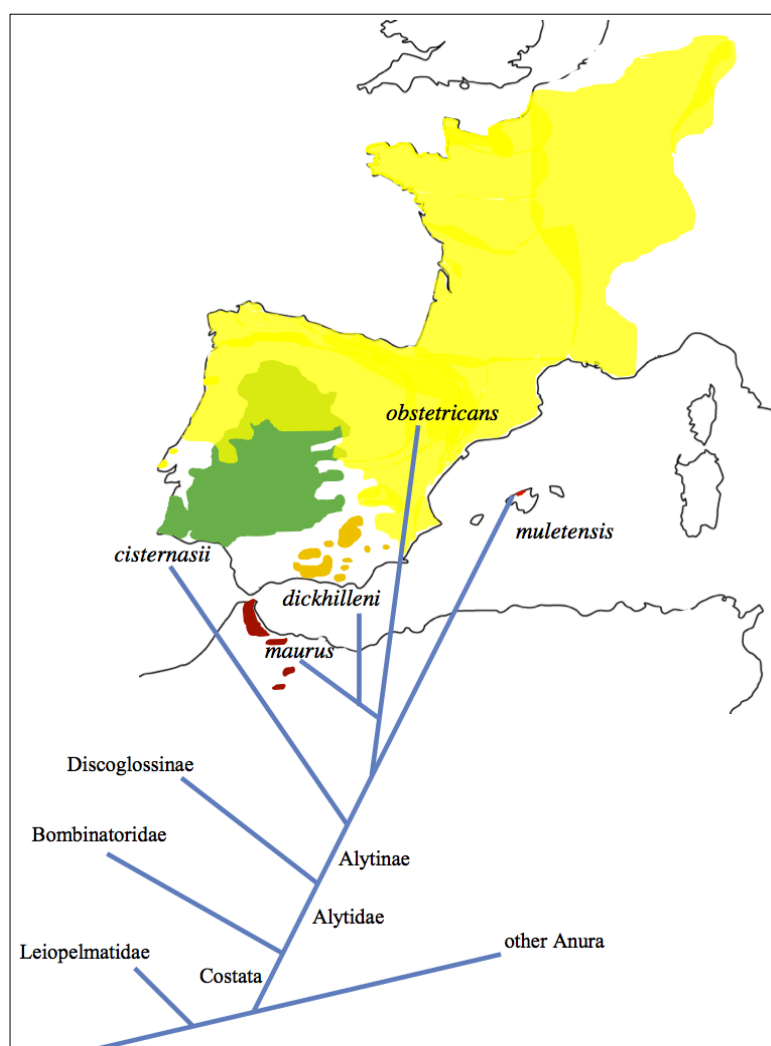 obstetricans
muletensis
cisternasii
dickhilleni
maurus
Discoglossinae
Bombinatoridae
Alytinae
Alytidae
other Anura
Leiopelmatidae
Costata